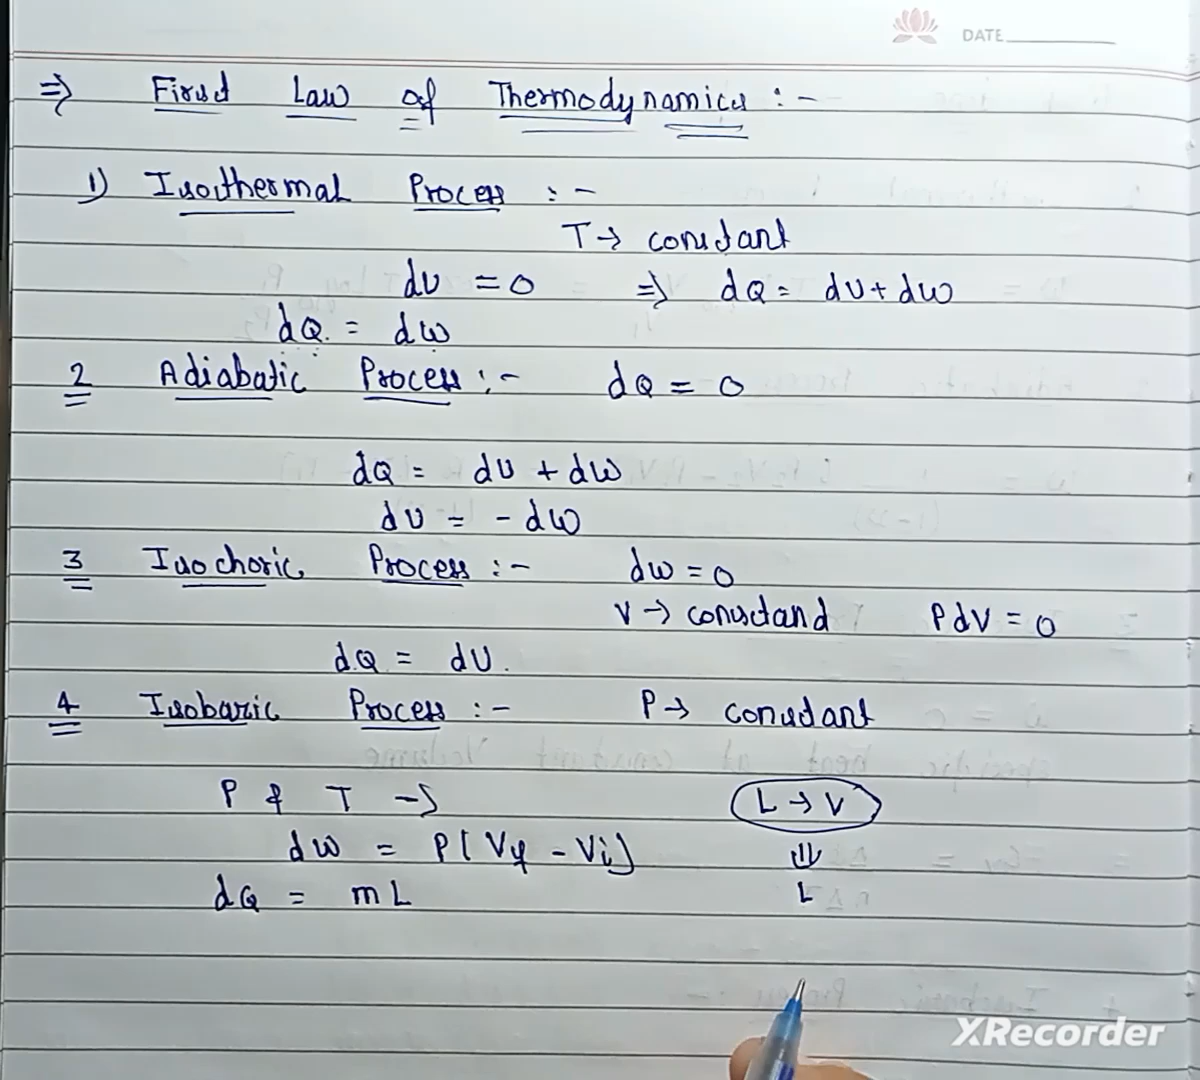 DATE
⇒ First Law of Thermodynamics :-
1) Isothermal Process :-
T → constant
dU = 0 ⇒ dQ = dU + dW
dQ = dW
2 Adiabatic Process :- dQ = 0
dQ = dU + dW
dU = - dW
3 Isochoric Process :- dW = 0
V → constant PdV = 0
dQ = dU.
4 Isobaric Process :- P → constant
P & T → L → V
dW = P[Vf - Vi] ⇓
dQ = mL L
XRecorder